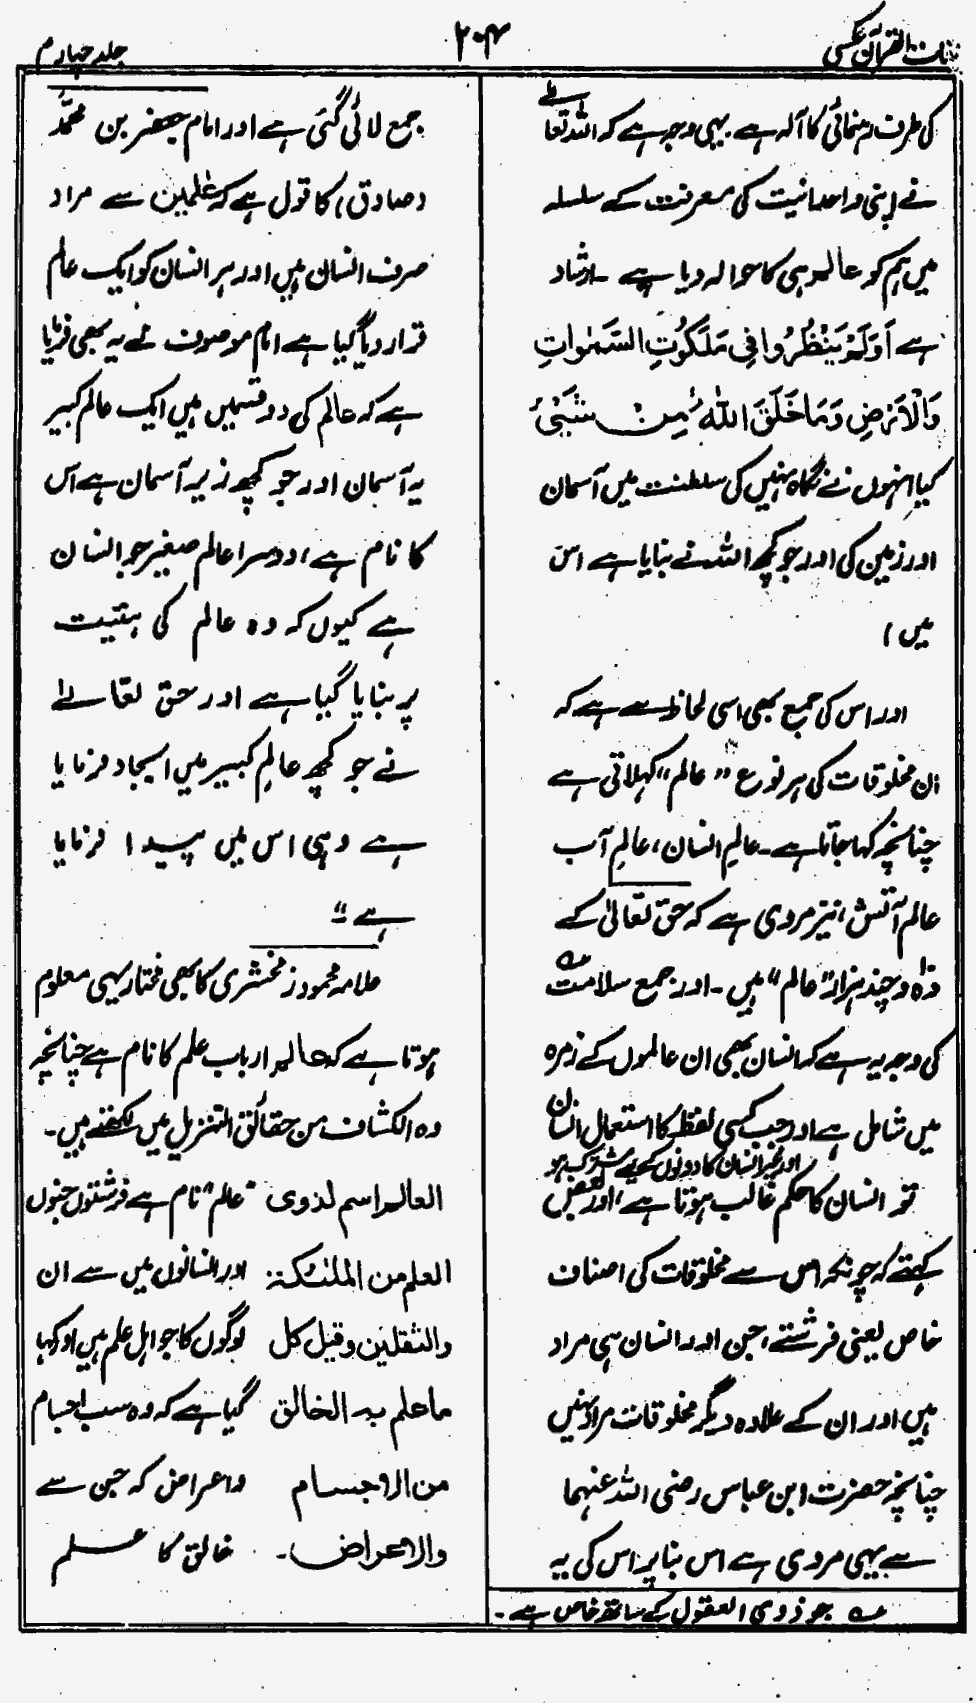 لغات القرآن عکسی
۲۰۴
جلد چہارم
کی طرف رہنمائی کا آلہ ہے یہی وجہ ہے کہ اللہ تعالےٰ
نے اپنی وحدانیت کی معرفت کے سلسلہ
میں ہم کو عالم ہی کا حوالہ دیا ہے ۔ ارشاد
ہے اَوَلَمْ یَنْظُرُوا فِی مَلَکُوتِ السَّمٰوٰاتِ
وَالْاَرْضِ وَمَا خَلَقَ اللّٰہُ مِنْ شَیْئٍ
کیا انہوں نے نگاہ نہیں کی سلطنت میں آسمان
اور زمین کی اور جو کچھ اللہ نے بنایا ہے اس
میں)
اور اس کی جمع بھی اسی لحاظ سے ہے کہ
ان مخلوقات کی ہر نوع "عالم" کہلاتی ہے
چنانچہ کہا جاتا ہے ۔ عالمِ انسان، عالمِ آب
عالم آتش، نیز مروی ہے کہ حق تعالیٰ کے
دہ و چند ہزار "عالم" ہیں ۔ اور جمع سلامت ؎
کی وجہ یہ ہے کہ انسان بھی ان عالموں کے زمرہ
میں شامل ہے اور جب کسی لفظ کا استعمال انسان
اور غیر انسان کا دونوں کے لیے مشترک ہو
تو انسان کا حکم غالب ہوتا ہے، اور بعض
کہتے کہ چونکہ اس سے مخلوقات کی اصناف
خاص یعنی فرشتے، جن اور انسان ہی مراد
ہیں اور ان کے علاوہ دیگر مخلوقات مراد نہیں
چنانچہ حضرت ابن عباس رضی اللہ عنہما
سے یہی مروی ہے اس بنا پر اس کی یہ
؎ جو ذوی العقول کے ساتھ خاص ہے ۔
جمع لائی گئی ہے اور امام جعفر بن محمّد
(صادق) کا قول ہے کہ عٰلمین سے مراد
صرف انسان ہیں اور ہر انسان کو ایک عالم
قرار دیا گیا ہے امام موصوف نے یہ بھی فرمایا
ہے کہ عالم کی دو قسمیں ہیں ایک عالم کبیر
یہ آسمان اور جو کچھ زیر آسمان ہے اس
کا نام ہے، دوسرا عالم صغیر جو انسان
ہے کیوں کہ وہ عالم کی ہیئت
پر بنایا گیا ہے اور حق تعالےٰ
نے جو کچھ عالمِ کبیر میں ایجاد فرمایا
ہے وہی اس میں پیدا فرمایا
ہے"
علامہ محمود زمخشری کا بھی مختار یہی معلوم
ہوتا ہے کہ عالم ارباب علم کا نام ہے چنانچہ
وہ الکشاف من حقائق التنزیل میں لکھتے ہیں ۔
العالم اسم لذوی "عالم" نام ہے فرشتوں جنوں
العلم من الملٰئکۃ اور انسانوں میں سے ان
والثقلین وقیل کل لوگوں کا جو اہل علم ہیں اور کہا
ماعلم بہ الخالق گیا ہے کہ وہ سب اجسام
من الاجسام واعراض کہ جن سے
والاعراض ۔ خالق کا علم